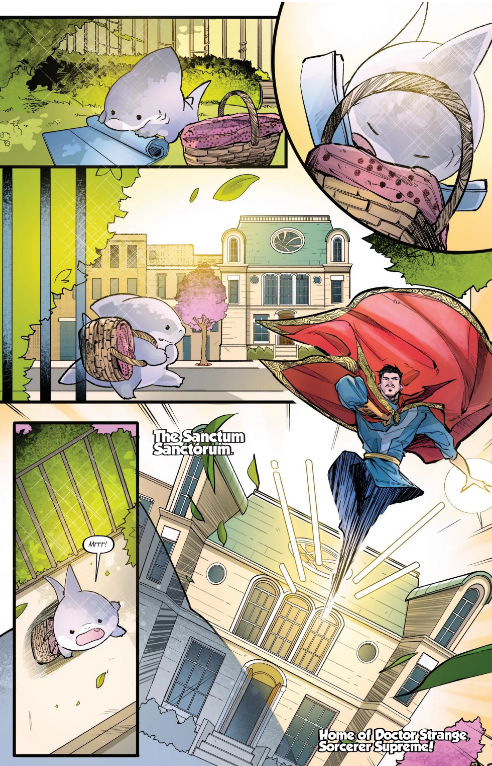 The Sanctum
Sanctorum.
Mrrr!
Home of Doctor Strange,
Sorcerer Supreme!